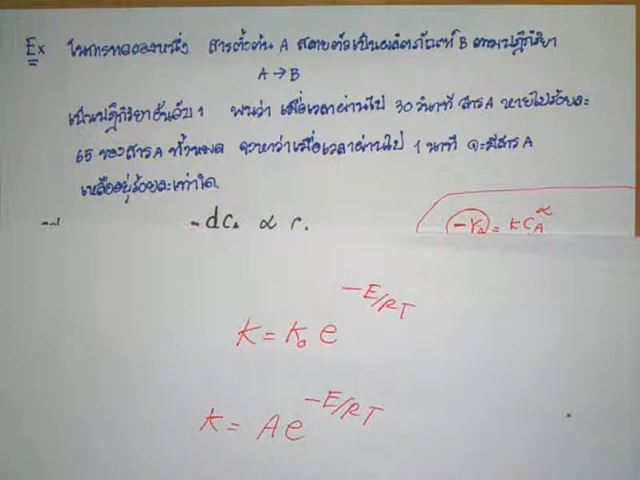 Ex ในการทดลองหนึ่ง สารตั้งต้น A สลายตัวเป็นผลิตภัณฑ์ B ตามปฏิกิริยา
A → B
เป็นปฏิกิริยาอันดับ 1 พบว่า เมื่อเวลาผ่านไป 30 วินาที สาร A หายไปร้อยละ
65 ของสาร A ทั้งหมด จงหาว่าเมื่อเวลาผ่านไป 1 นาที จะมีสาร A
เหลืออยู่ร้อยละเท่าใด.
-dCₐ ∝ r.
-rₐ = kC_A^α
k = k₀ e^(-E/RT)
k = A e^(-E/RT)